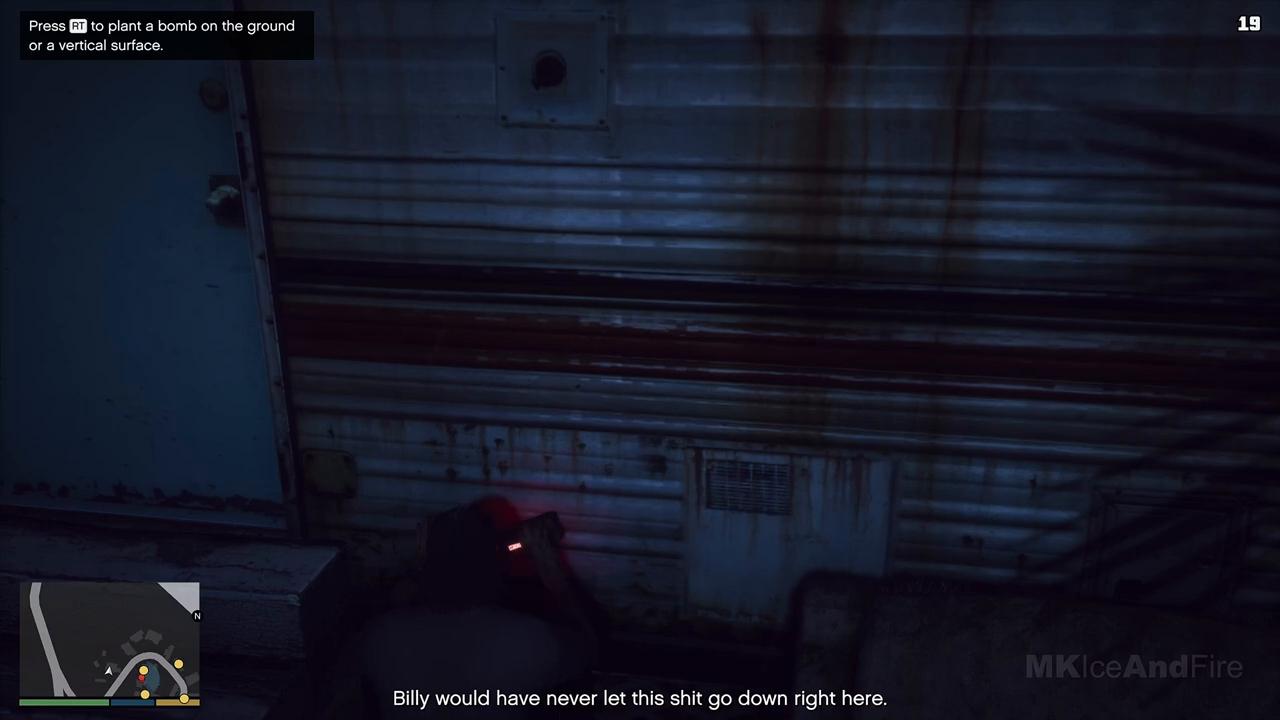 Press RT to plant a bomb on the ground
or a vertical surface.
19
N
MKIceAndFire
Billy would have never let this shit go down right here.